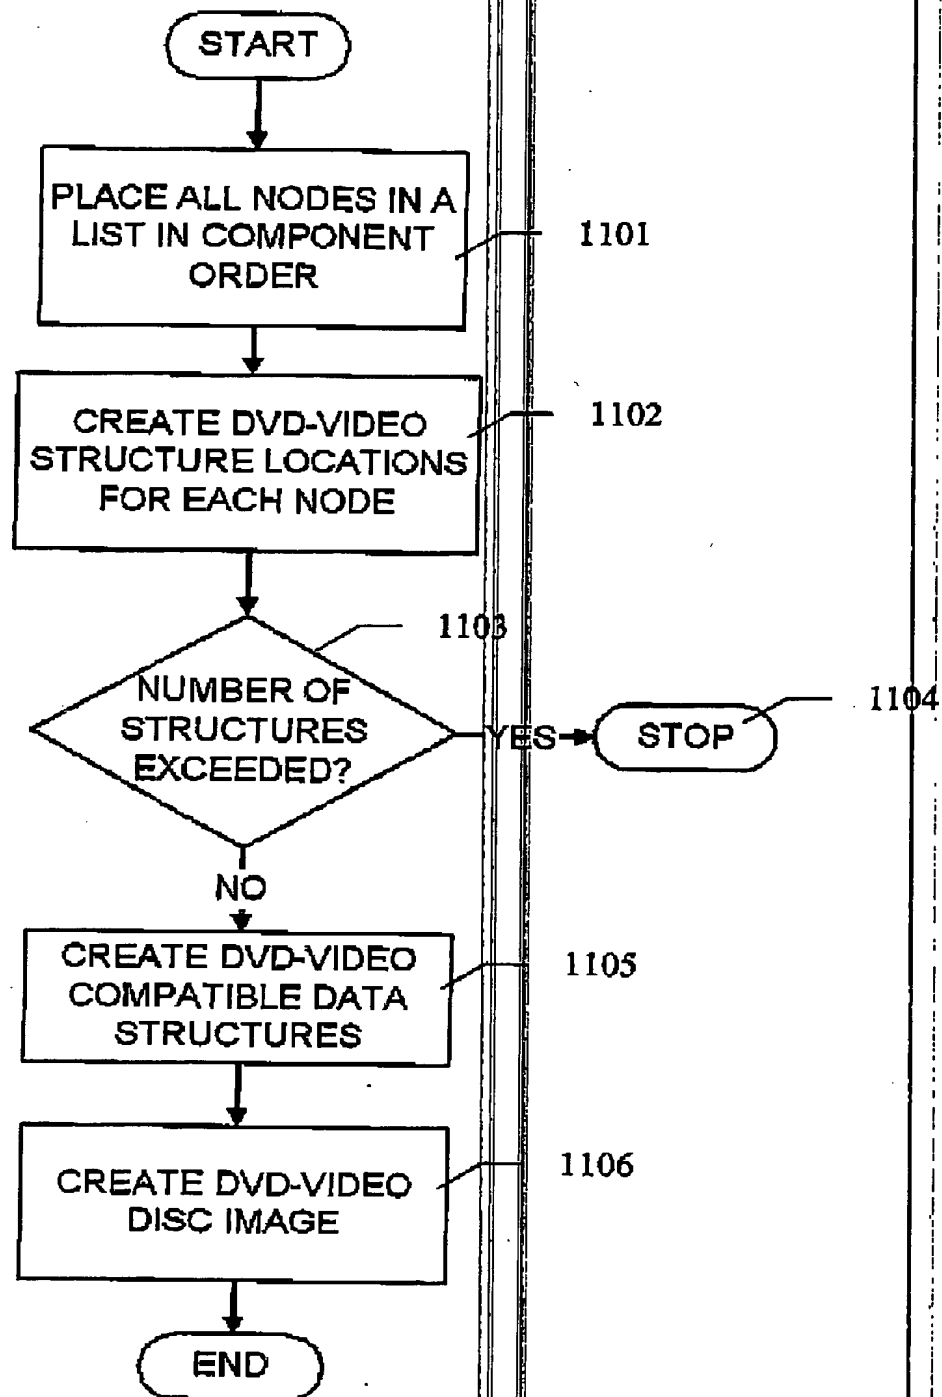 START
PLACE ALL NODES IN A
LIST IN COMPONENT
ORDER
1101
CREATE DVD-VIDEO
STRUCTURE LOCATIONS
FOR EACH NODE
1102
1103
NUMBER OF
STRUCTURES
EXCEEDED?
YES
STOP
1104
NO
CREATE DVD-VIDEO
COMPATIBLE DATA
STRUCTURES
1105
CREATE DVD-VIDEO
DISC IMAGE
1106
END